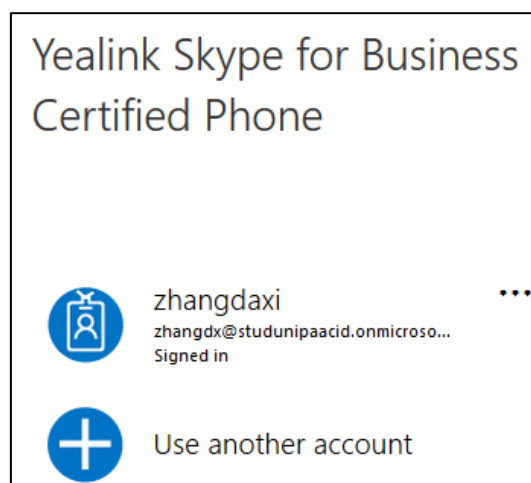 Yealink Skype for Business
Certified Phone
zhangdaxi
zhangdx@studunipaacid.onmicroso...
Signed in
Use another account